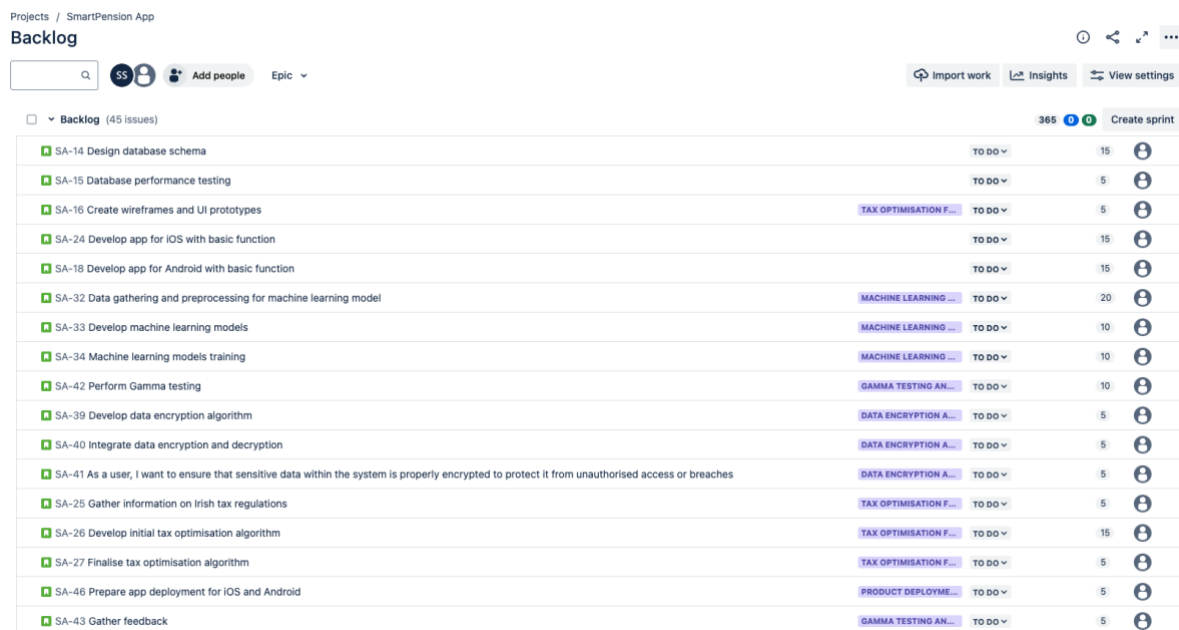 Projects / SmartPension App
Backlog
SS Add people Epic Import work Insights View settings
Backlog (45 issues) 365 0 0 Create sprint
SA-14 Design database schema TO DO 15
SA-15 Database performance testing TO DO 5
SA-16 Create wireframes and UI prototypes TAX OPTIMISATION F... TO DO 5
SA-24 Develop app for iOS with basic function TO DO 15
SA-18 Develop app for Android with basic function TO DO 15
SA-32 Data gathering and preprocessing for machine learning model MACHINE LEARNING ... TO DO 20
SA-33 Develop machine learning models MACHINE LEARNING ... TO DO 10
SA-34 Machine learning models training MACHINE LEARNING ... TO DO 10
SA-42 Perform Gamma testing GAMMA TESTING AN... TO DO 10
SA-39 Develop data encryption algorithm DATA ENCRYPTION A... TO DO 5
SA-40 Integrate data encryption and decryption DATA ENCRYPTION A... TO DO 5
SA-41 As a user, I want to ensure that sensitive data within the system is properly encrypted to protect it from unauthorised access or breaches DATA ENCRYPTION A... TO DO 5
SA-25 Gather information on Irish tax regulations TAX OPTIMISATION F... TO DO 5
SA-26 Develop initial tax optimisation algorithm TAX OPTIMISATION F... TO DO 15
SA-27 Finalise tax optimisation algorithm TAX OPTIMISATION F... TO DO 5
SA-46 Prepare app deployment for iOS and Android PRODUCT DEPLOYME... TO DO 5
SA-43 Gather feedback GAMMA TESTING AN... TO DO 5